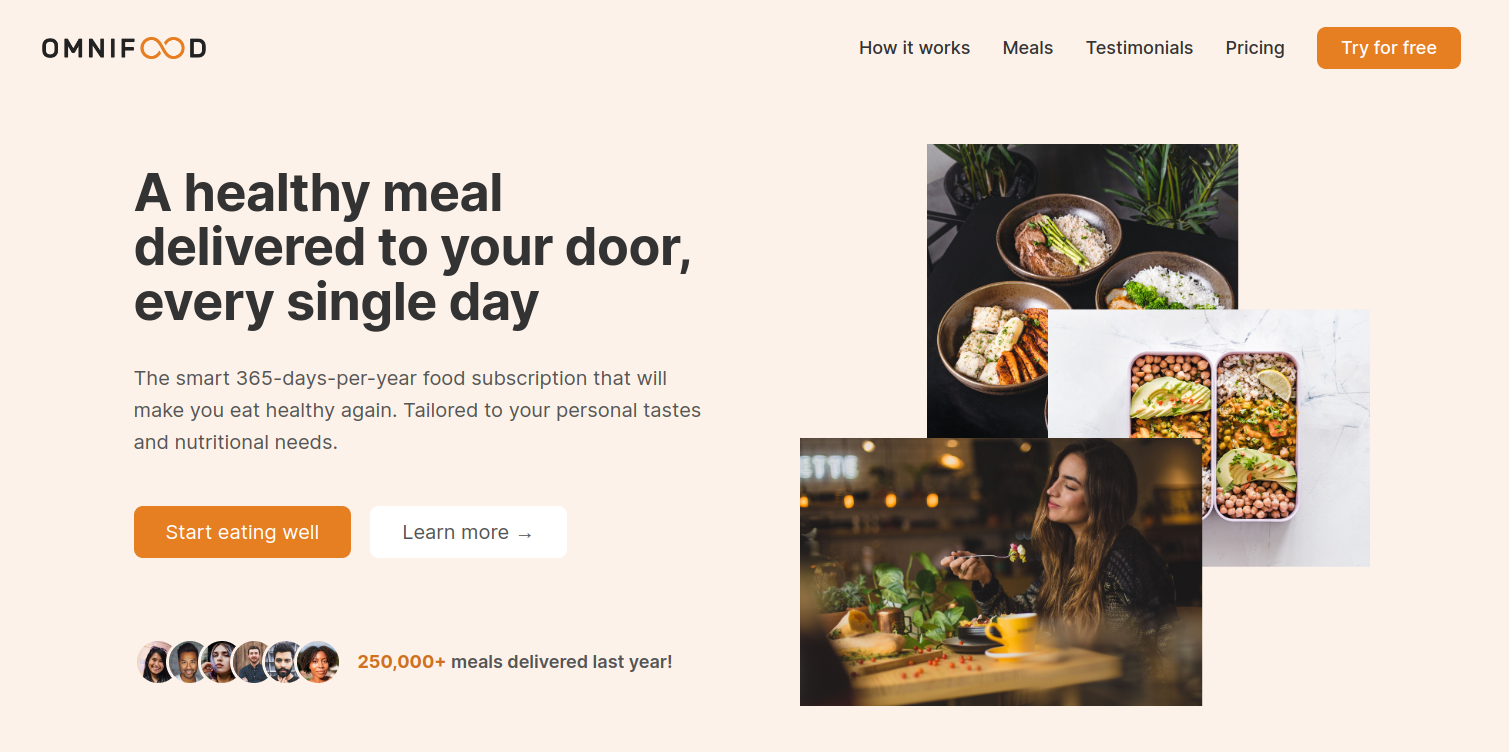 OMNIFOOD
How it works Meals Testimonials Pricing Try for free
A healthy meal
delivered to your door,
every single day
The smart 365-days-per-year food subscription that will
make you eat healthy again. Tailored to your personal tastes
and nutritional needs.
Start eating well Learn more →
250,000+ meals delivered last year!
ETTE